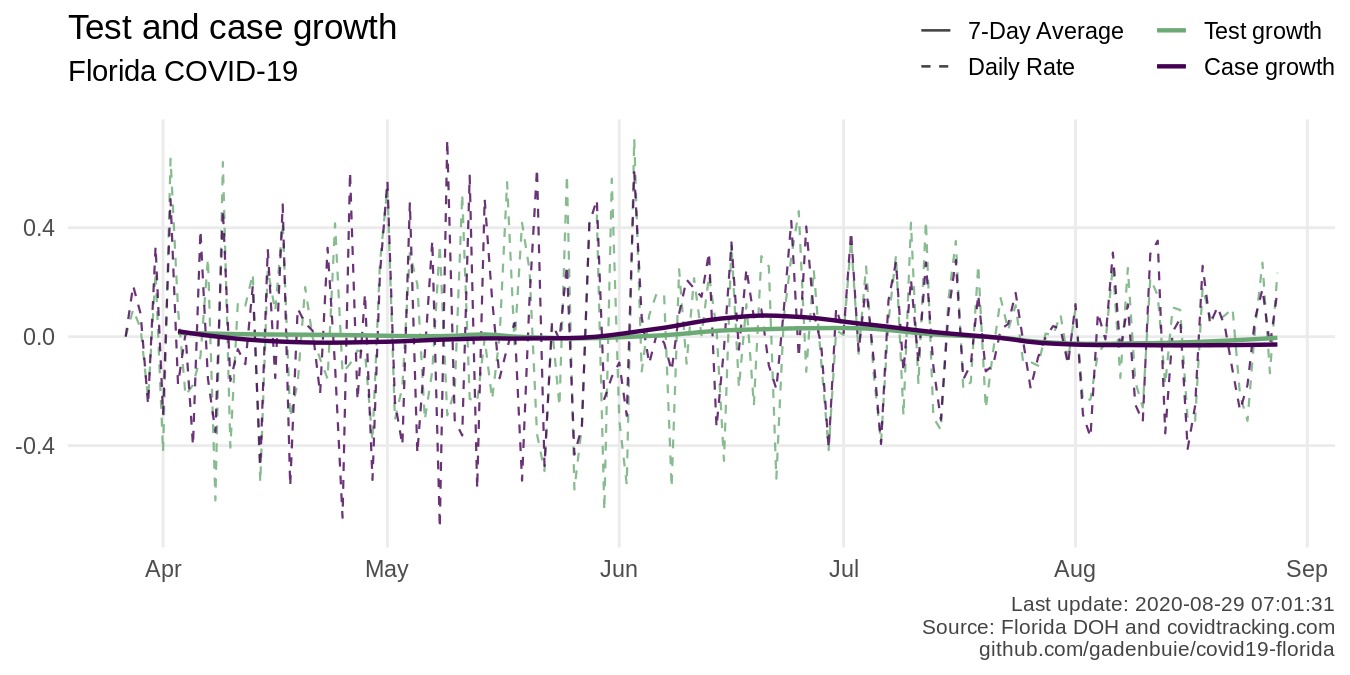 Test and case growth
Florida COVID-19
7-Day Average
Test growth
Daily Rate
Case growth
0.4
0.0
-0.4
Apr
May
Jun
Jul
Aug
Sep
Last update: 2020-08-29 07:01:31
Source: Florida DOH and covidtracking.com
github.com/gadenbuie/covid19-florida